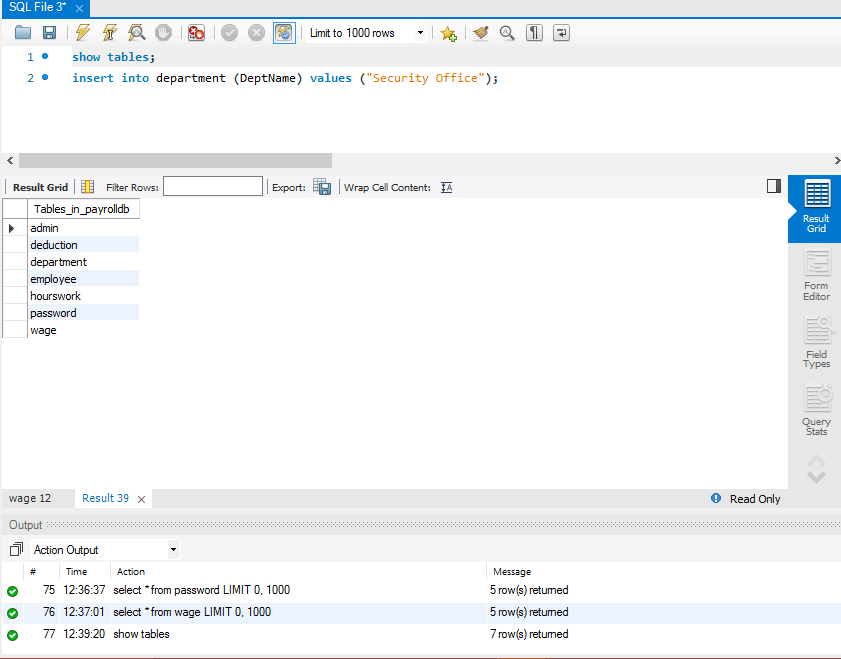 SQL File 3*
Limit to 1000 rows
1 show tables;
2 insert into department (DeptName) values ("Security Office");
Result Grid Filter Rows: Export: Wrap Cell Content:
Tables_in_payrolldb
admin
deduction
department
employee
hourswork
password
wage
Result
Grid
Form
Editor
Field
Types
Query
Stats
wage 12 Result 39 Read Only
Output
Action Output
# Time Action Message
75 12:36:37 select * from password LIMIT 0, 1000 5 row(s) returned
76 12:37:01 select * from wage LIMIT 0, 1000 5 row(s) returned
77 12:39:20 show tables 7 row(s) returned